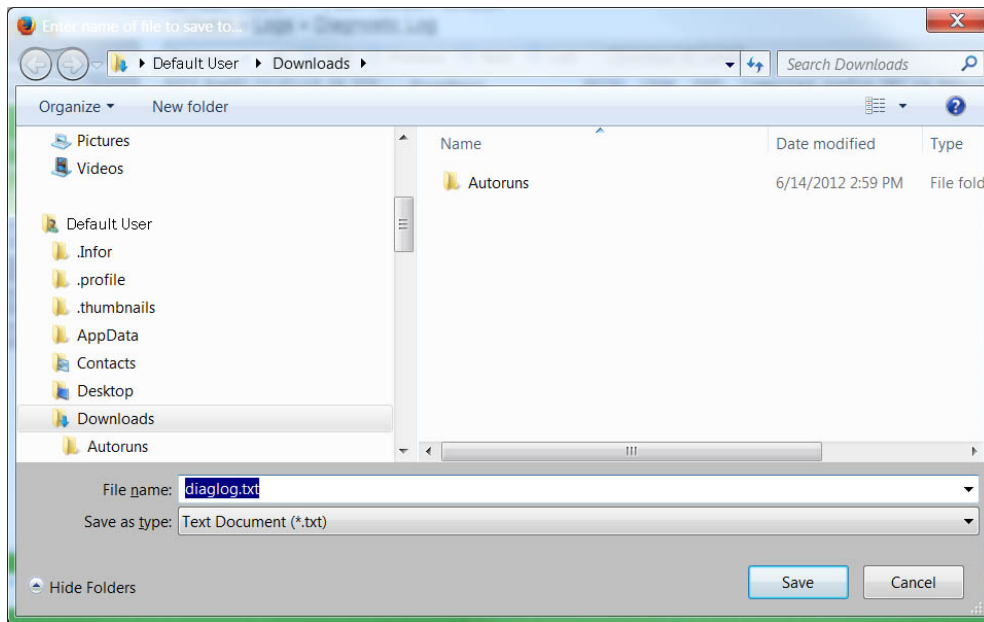 Enter name of file to save to...
Default User Downloads
Search Downloads
Organize New folder
Pictures
Videos
Default User
.Infor
.profile
.thumbnails
AppData
Contacts
Desktop
Downloads
Autoruns
Name Date modified Type
Autoruns 6/14/2012 2:59 PM File fold
File name: diaglog.txt
Save as type: Text Document (*.txt)
Hide Folders Save Cancel